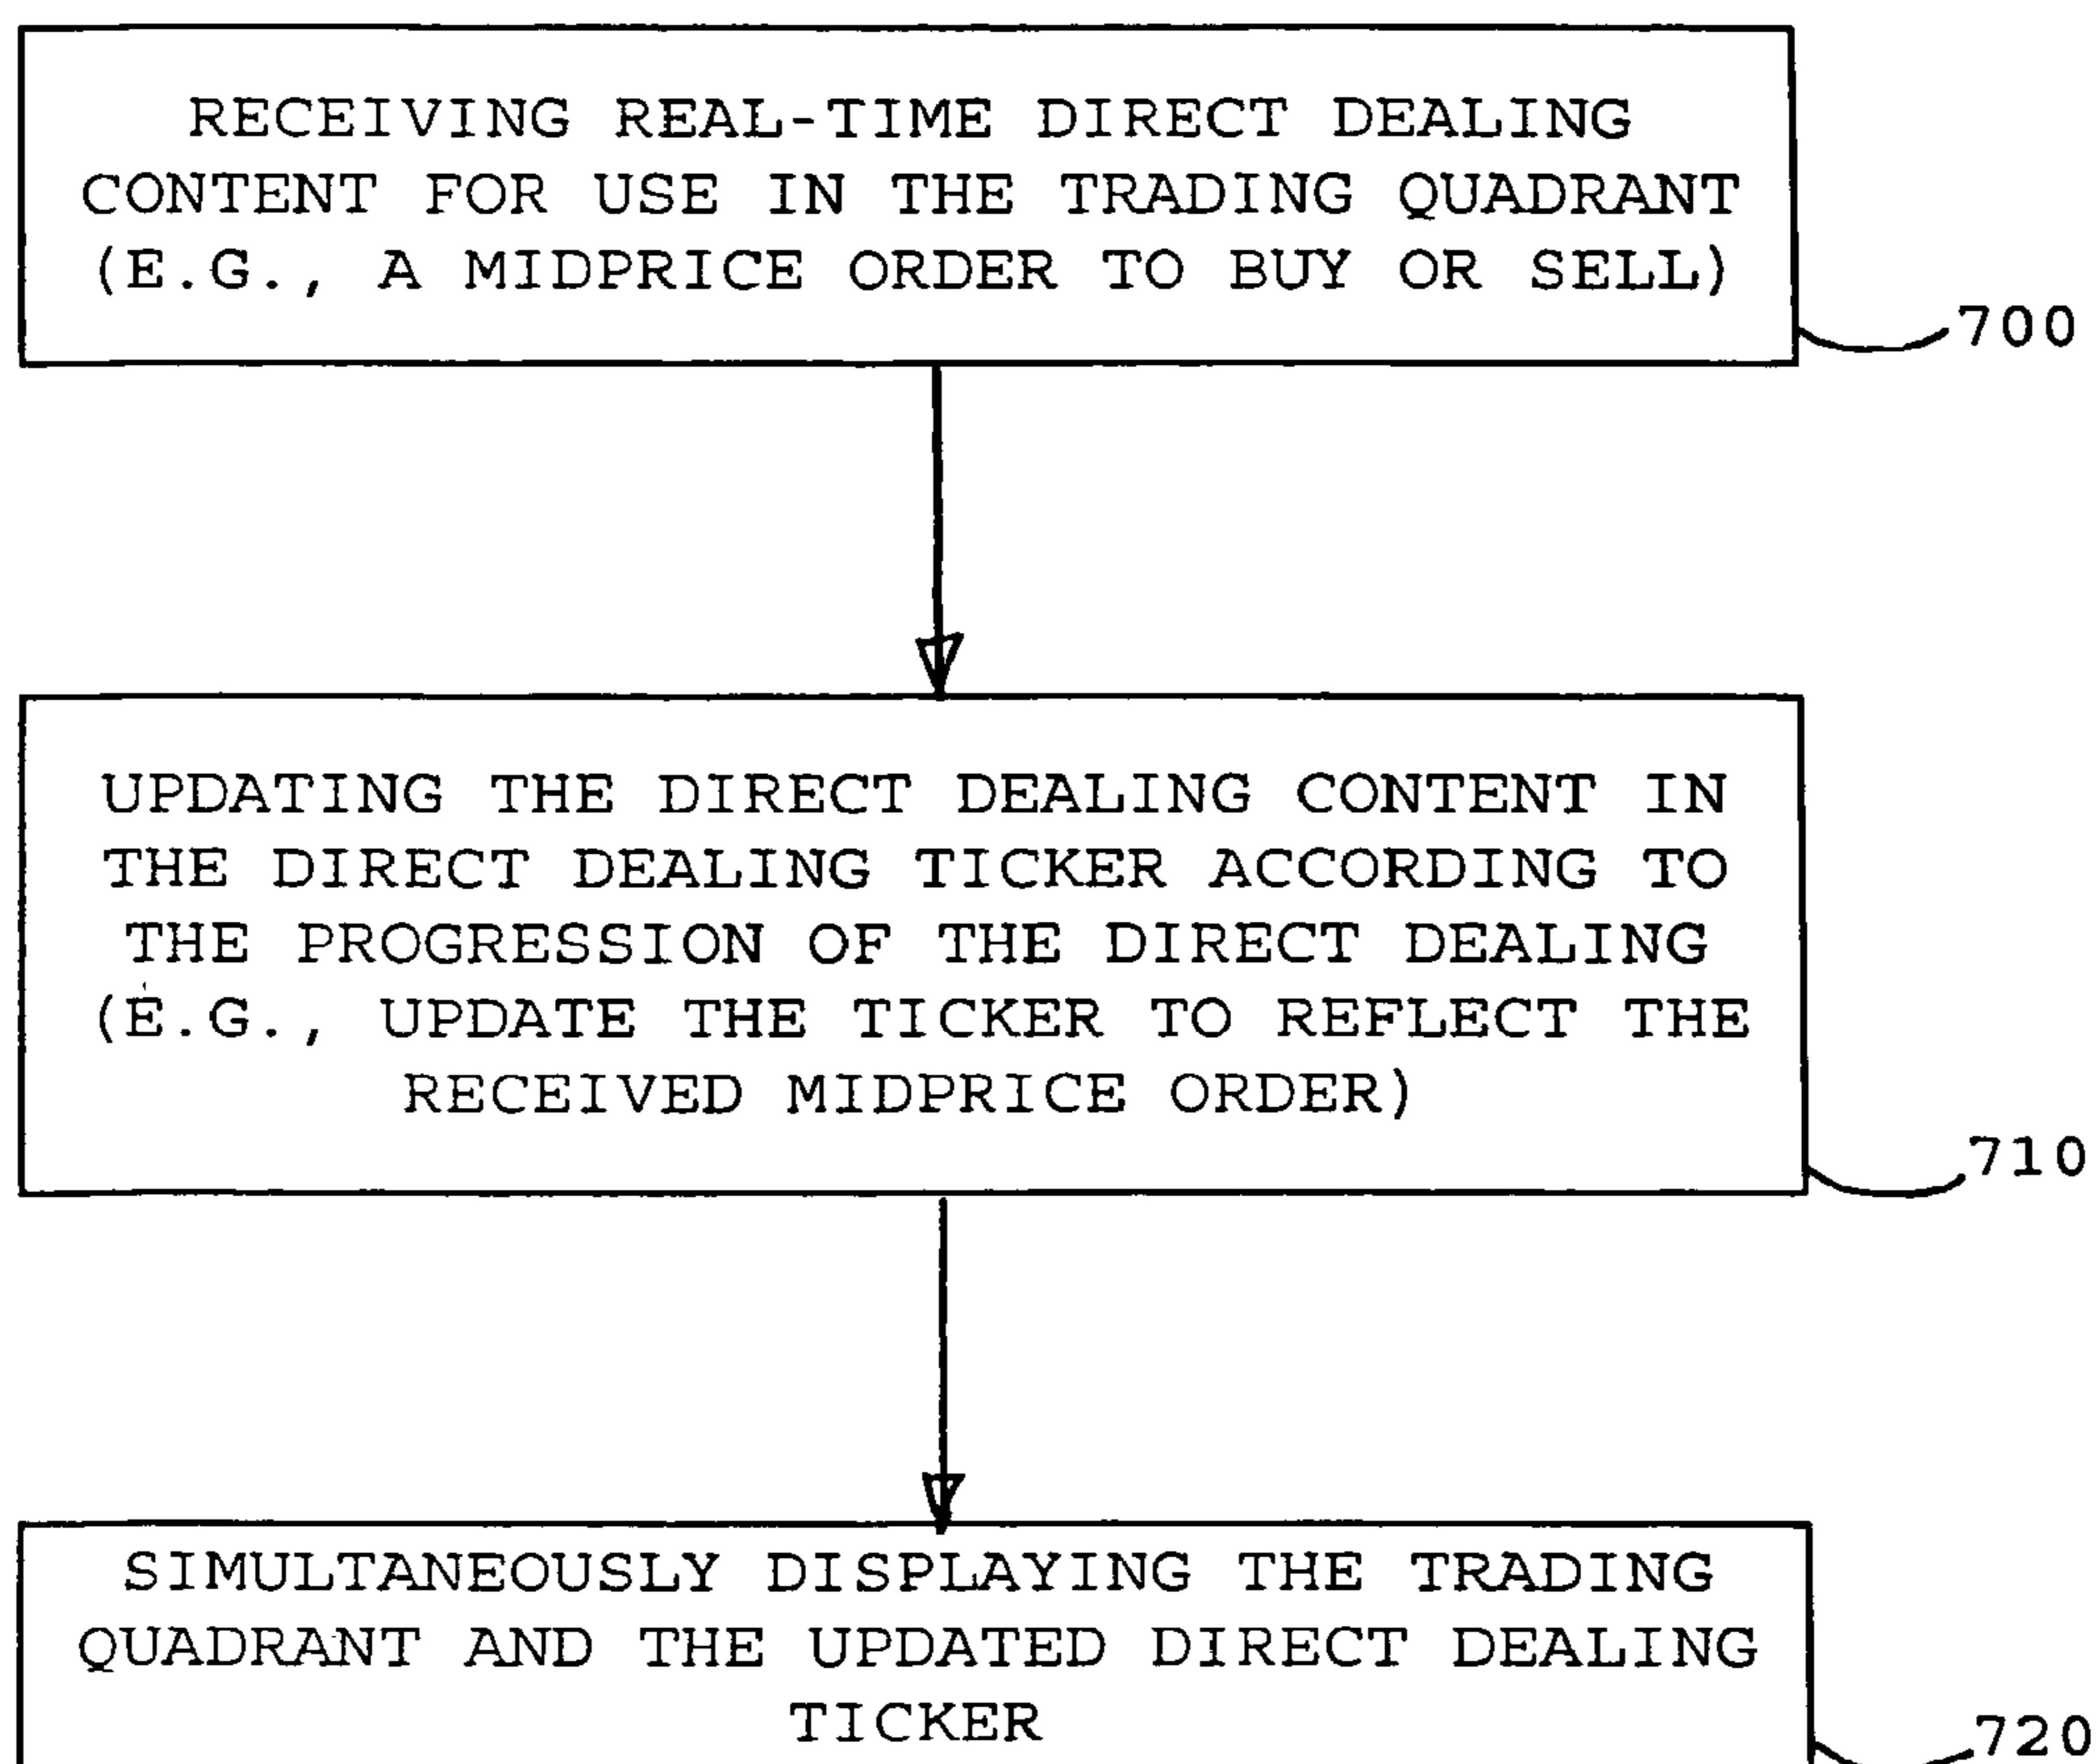 RECEIVING REAL-TIME DIRECT DEALING
CONTENT FOR USE IN THE TRADING QUADRANT
(E.G., A MIDPRICE ORDER TO BUY OR SELL)
700
UPDATING THE DIRECT DEALING CONTENT IN
THE DIRECT DEALING TICKER ACCORDING TO
THE PROGRESSION OF THE DIRECT DEALING
(E.G., UPDATE THE TICKER TO REFLECT THE
RECEIVED MIDPRICE ORDER)
710
SIMULTANEOUSLY DISPLAYING THE TRADING
QUADRANT AND THE UPDATED DIRECT DEALING
TICKER
720